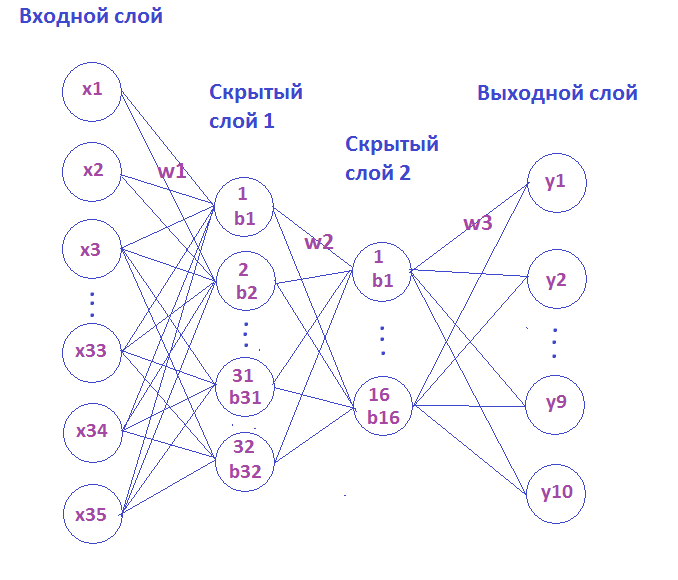 Входной слой
Скрытый
слой 1
Скрытый
слой 2
Выходной слой
x1
x2
x3
x33
x34
x35
w1
1
b1
2
b2
31
b31
32
b32
w2
1
b1
16
b16
w3
y1
y2
y9
y10